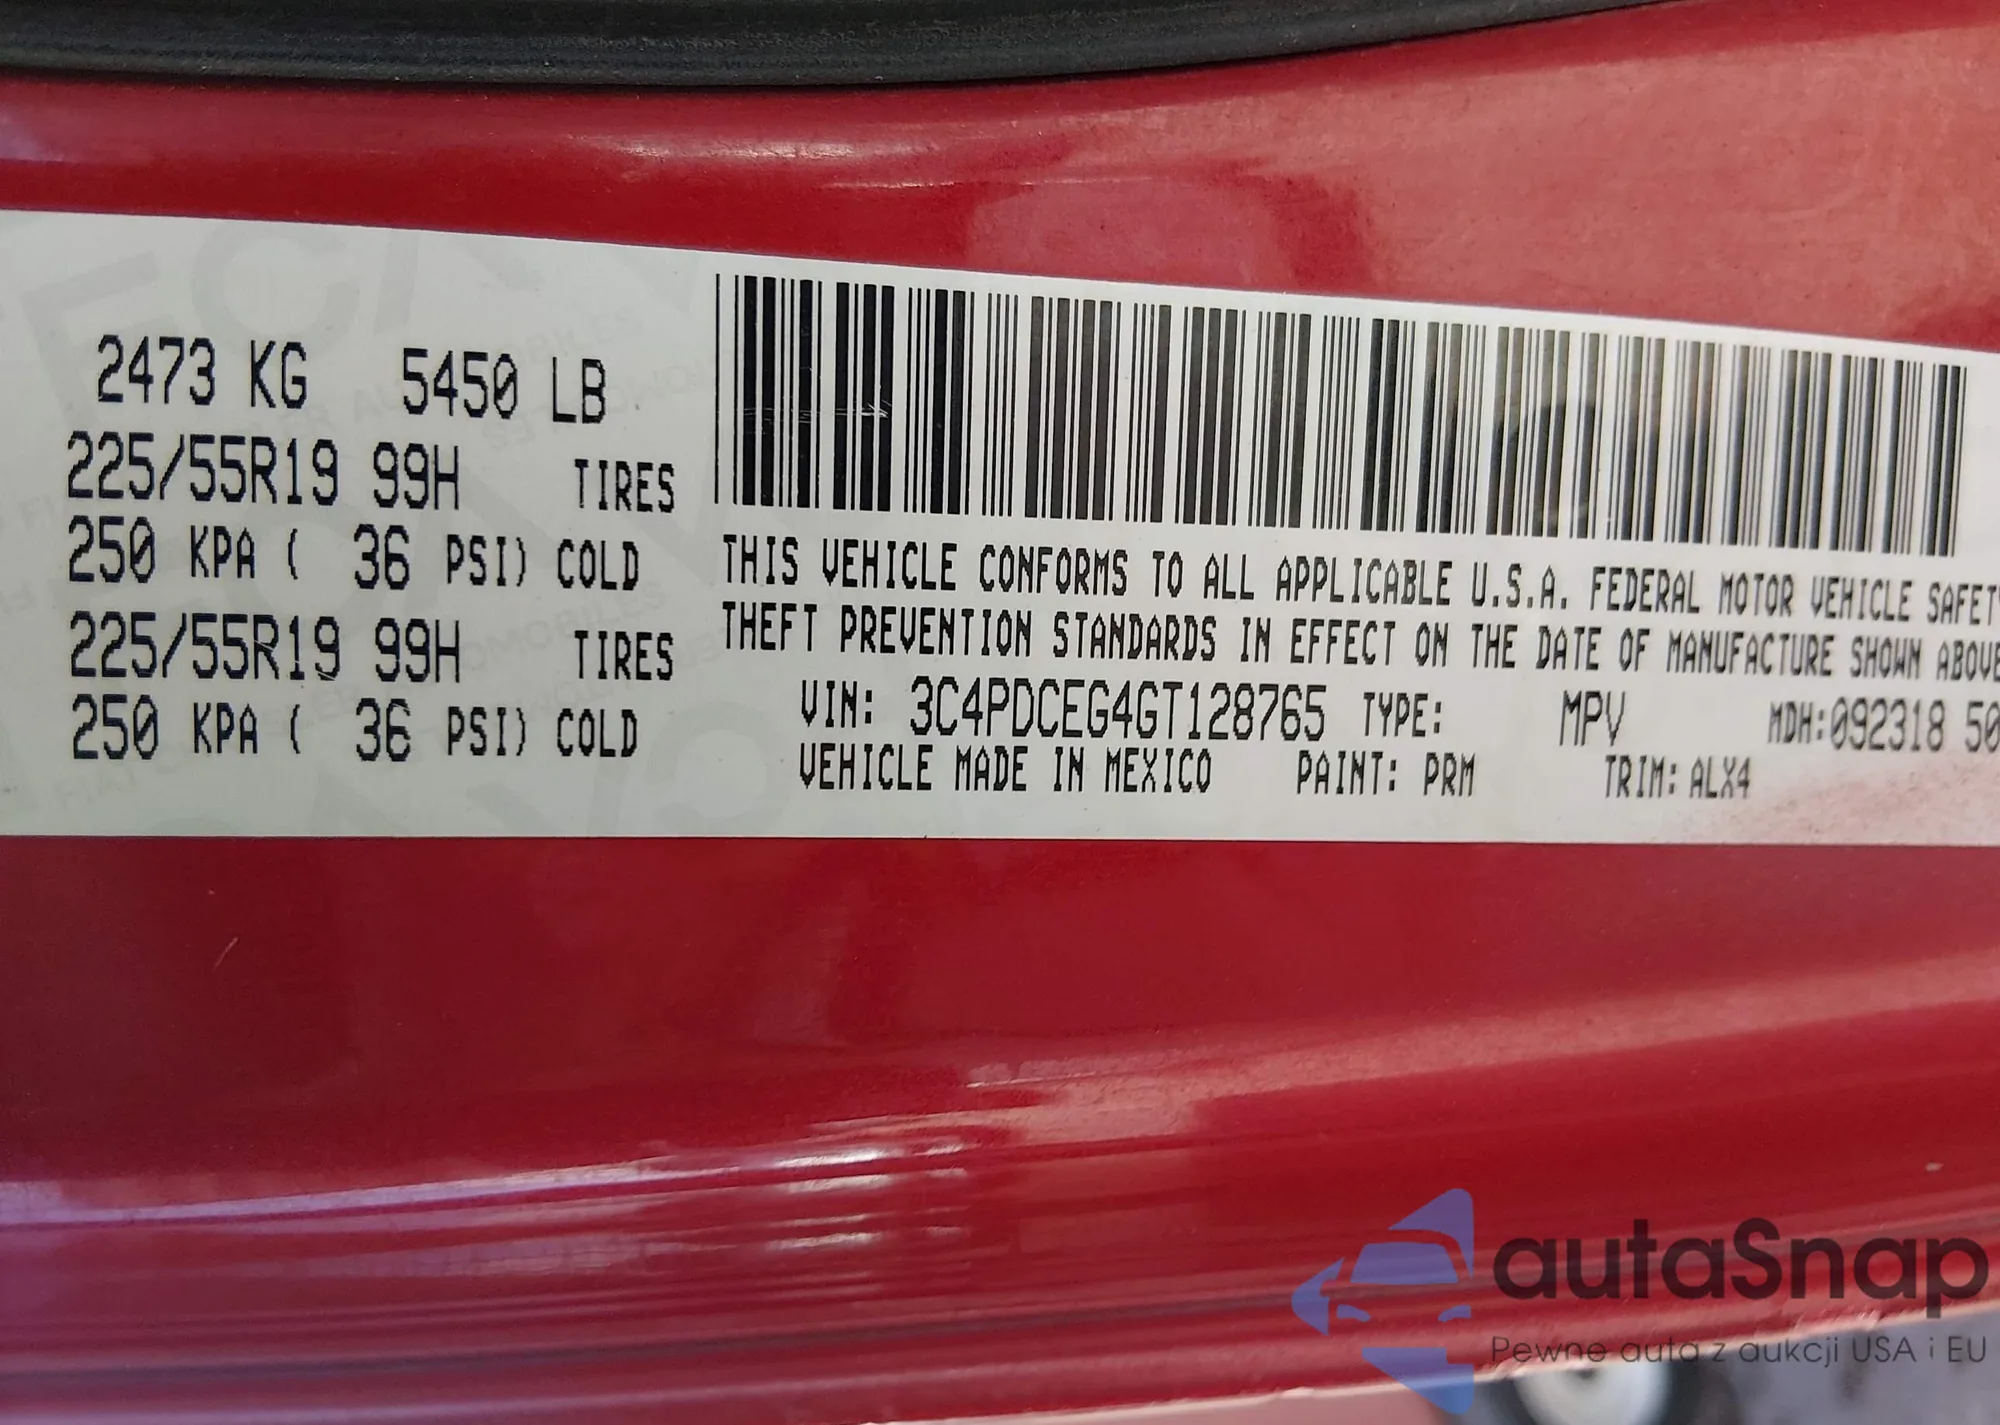 2473 KG 5450 LB
225/55R19 99H TIRES
250 KPA ( 36 PSI) COLD
225/55R19 99H TIRES
250 KPA ( 36 PSI) COLD
THIS VEHICLE CONFORMS TO ALL APPLICABLE U.S.A. FEDERAL MOTOR VEHICLE SAFETY
THEFT PREVENTION STANDARDS IN EFFECT ON THE DATE OF MANUFACTURE SHOWN ABOVE
VIN: 3C4PDCEG4GT128765 TYPE: MPV MDH:092318 50
VEHICLE MADE IN MEXICO PAINT: PRM TRIM: ALX4
autaSnap
Pewne auta z aukcji USA i EU